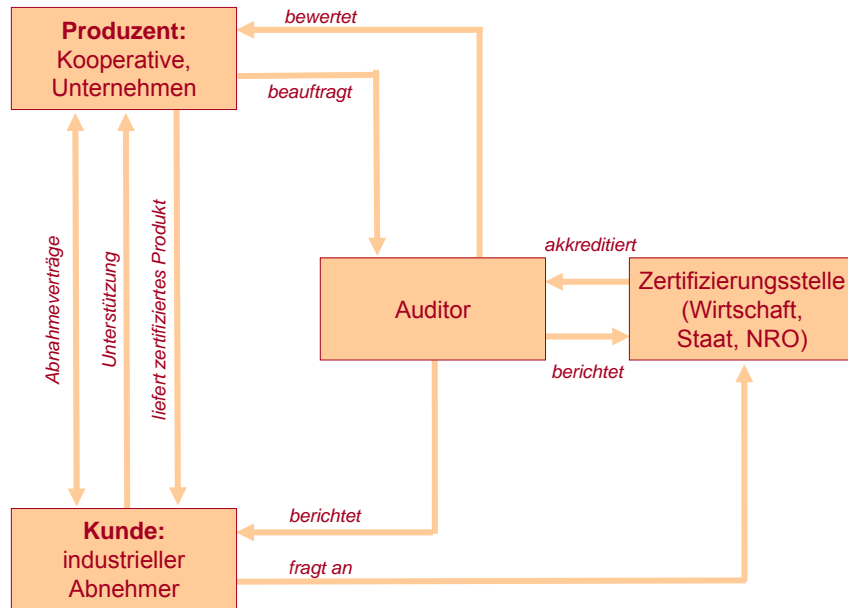 bewertet
Produzent:
Kooperative,
Unternehmen
beauftragt
Abnahmeverträge
Unterstützung
liefert zertifiziertes Produkt
akkreditiert
Auditor
Zertifizierungsstelle
(Wirtschaft,
Staat, NRO)
berichtet
Kunde:
industrieller
Abnehmer
berichtet
fragt an